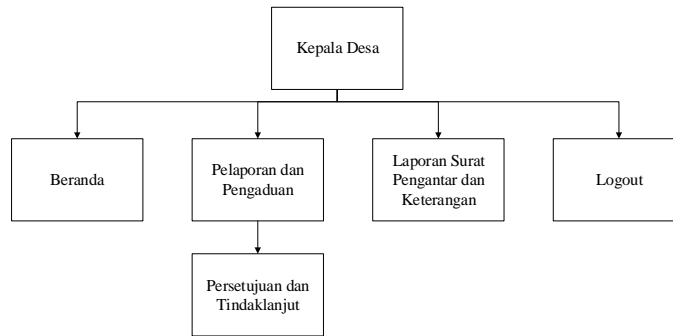 Kepala Desa
Beranda
Pelaporan dan
Pengaduan
Laporan Surat
Pengantar dan
Keterangan
Logout
Persetujuan dan
Tindaklanjut